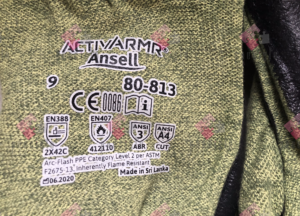 ACTIVARMR®
Ansell
9 80-813
CE 0086 i
EN388 EN407 ANSI ANSI
3 A4
2X42C 412110 ABR CUT
Arc-Flash PPE Category Level 2 per ASTM
F2675-13, Inherently Flame Resistant
06.2020 Made in Sri Lanka